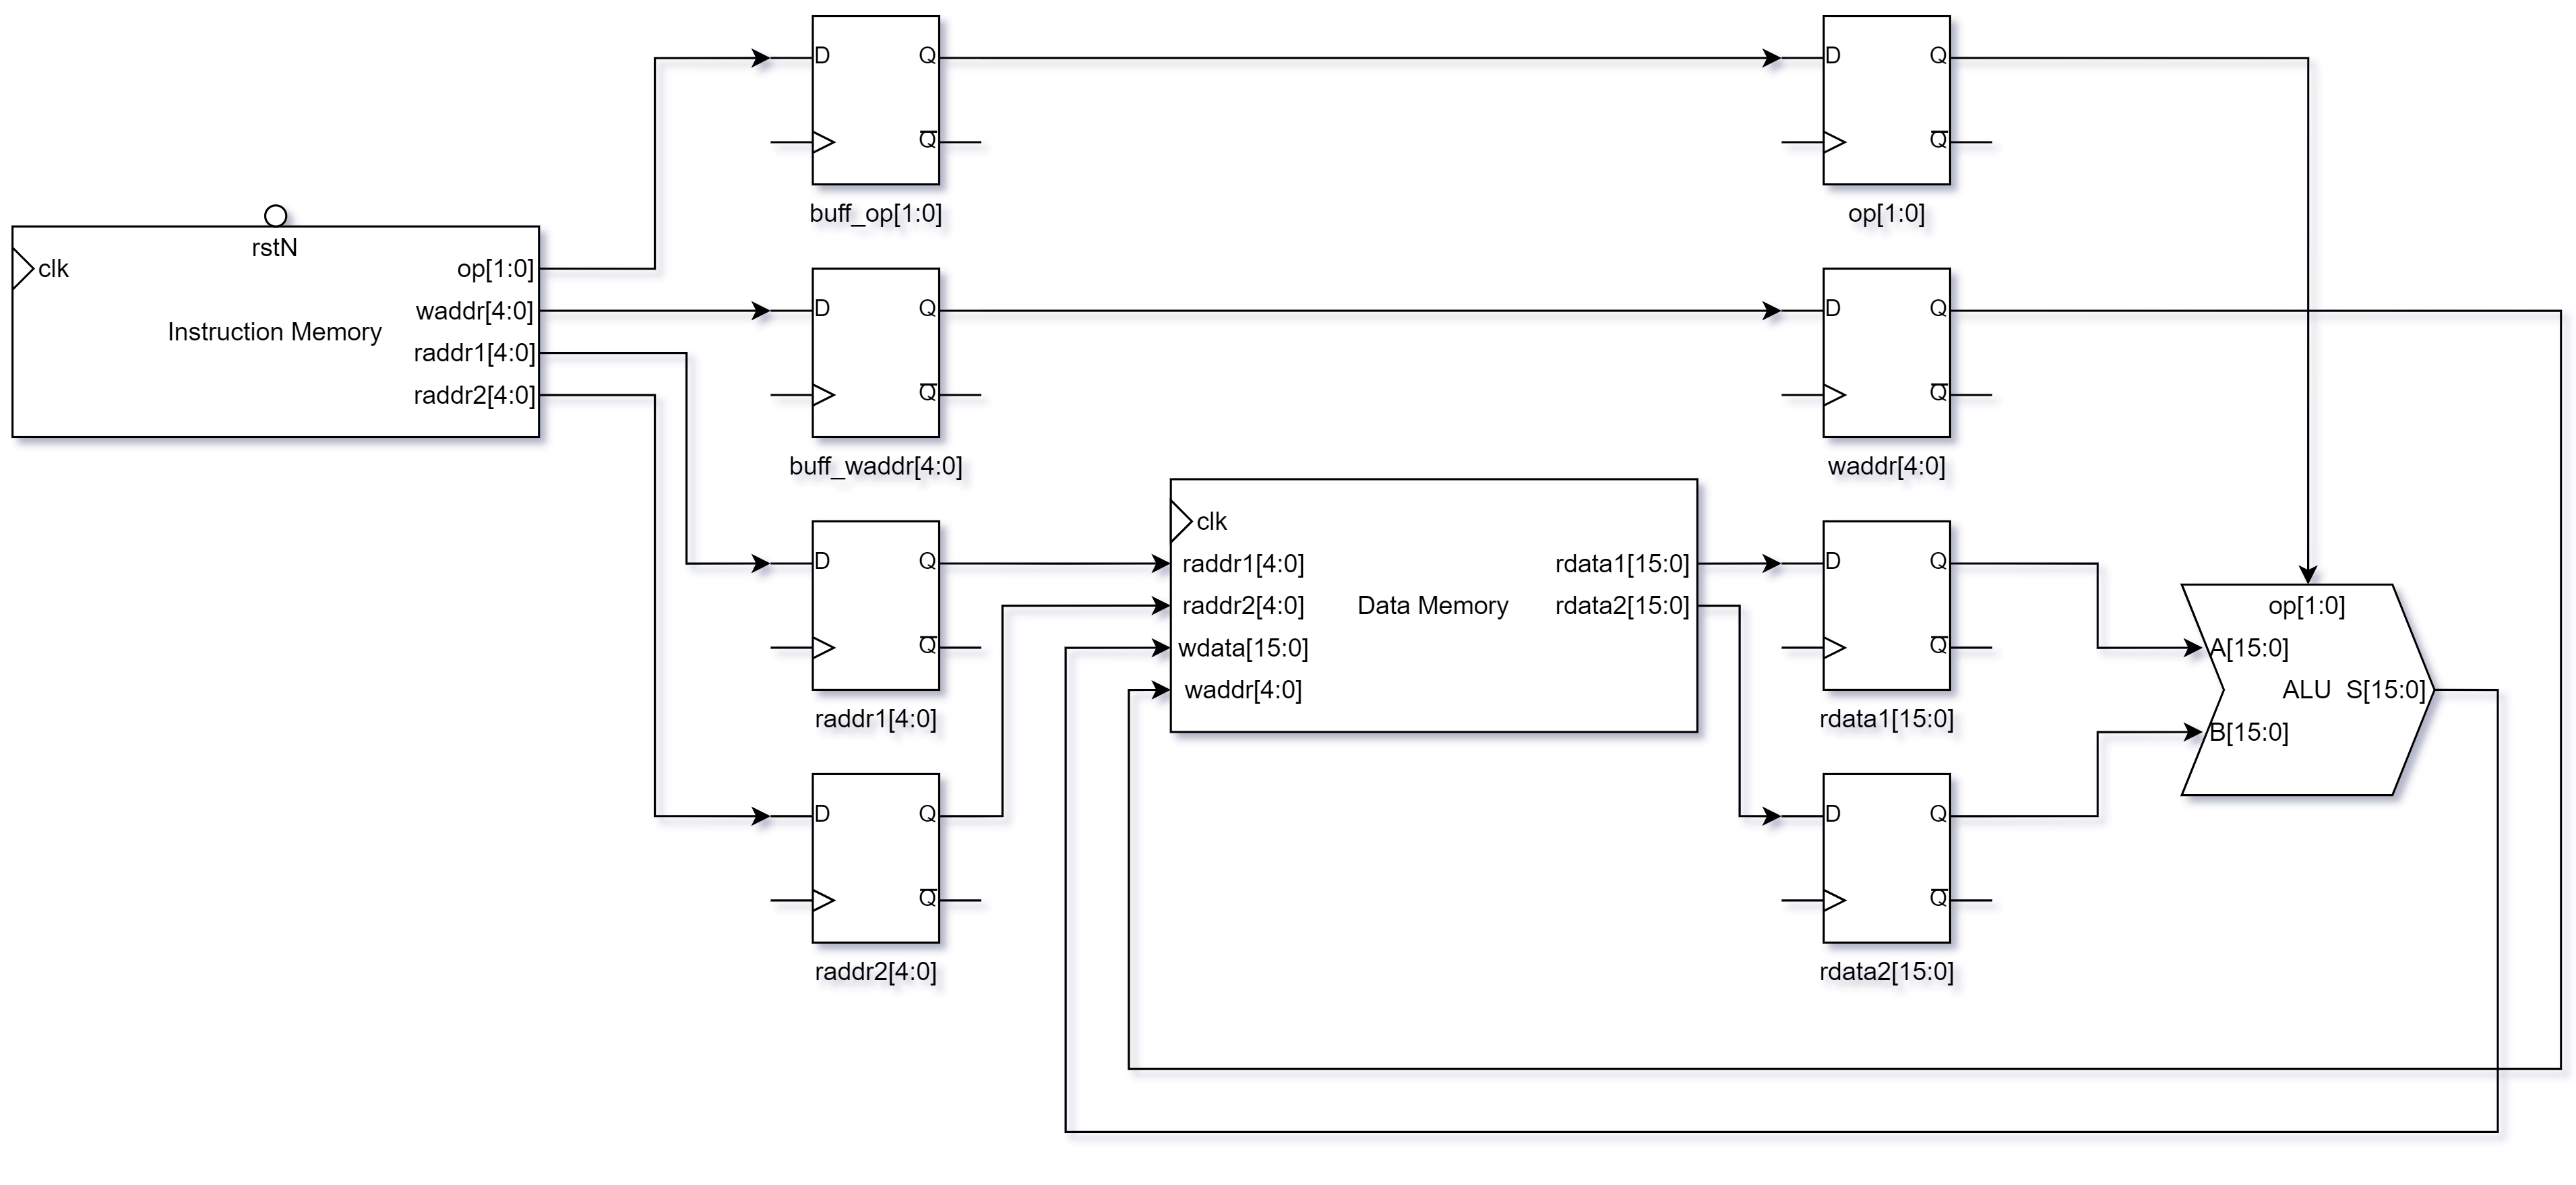 D Q
Q
buff_op[1:0]
D Q
Q
op[1:0]
rstN
clk
op[1:0]
waddr[4:0]
Instruction Memory
raddr1[4:0]
raddr2[4:0]
D Q
Q
buff_waddr[4:0]
D Q
Q
waddr[4:0]
D Q
Q
raddr1[4:0]
clk
raddr1[4:0] rdata1[15:0]
raddr2[4:0] Data Memory rdata2[15:0]
wdata[15:0]
waddr[4:0]
D Q
Q
rdata1[15:0]
op[1:0]
A[15:0]
ALU S[15:0]
B[15:0]
D Q
Q
raddr2[4:0]
D Q
Q
rdata2[15:0]